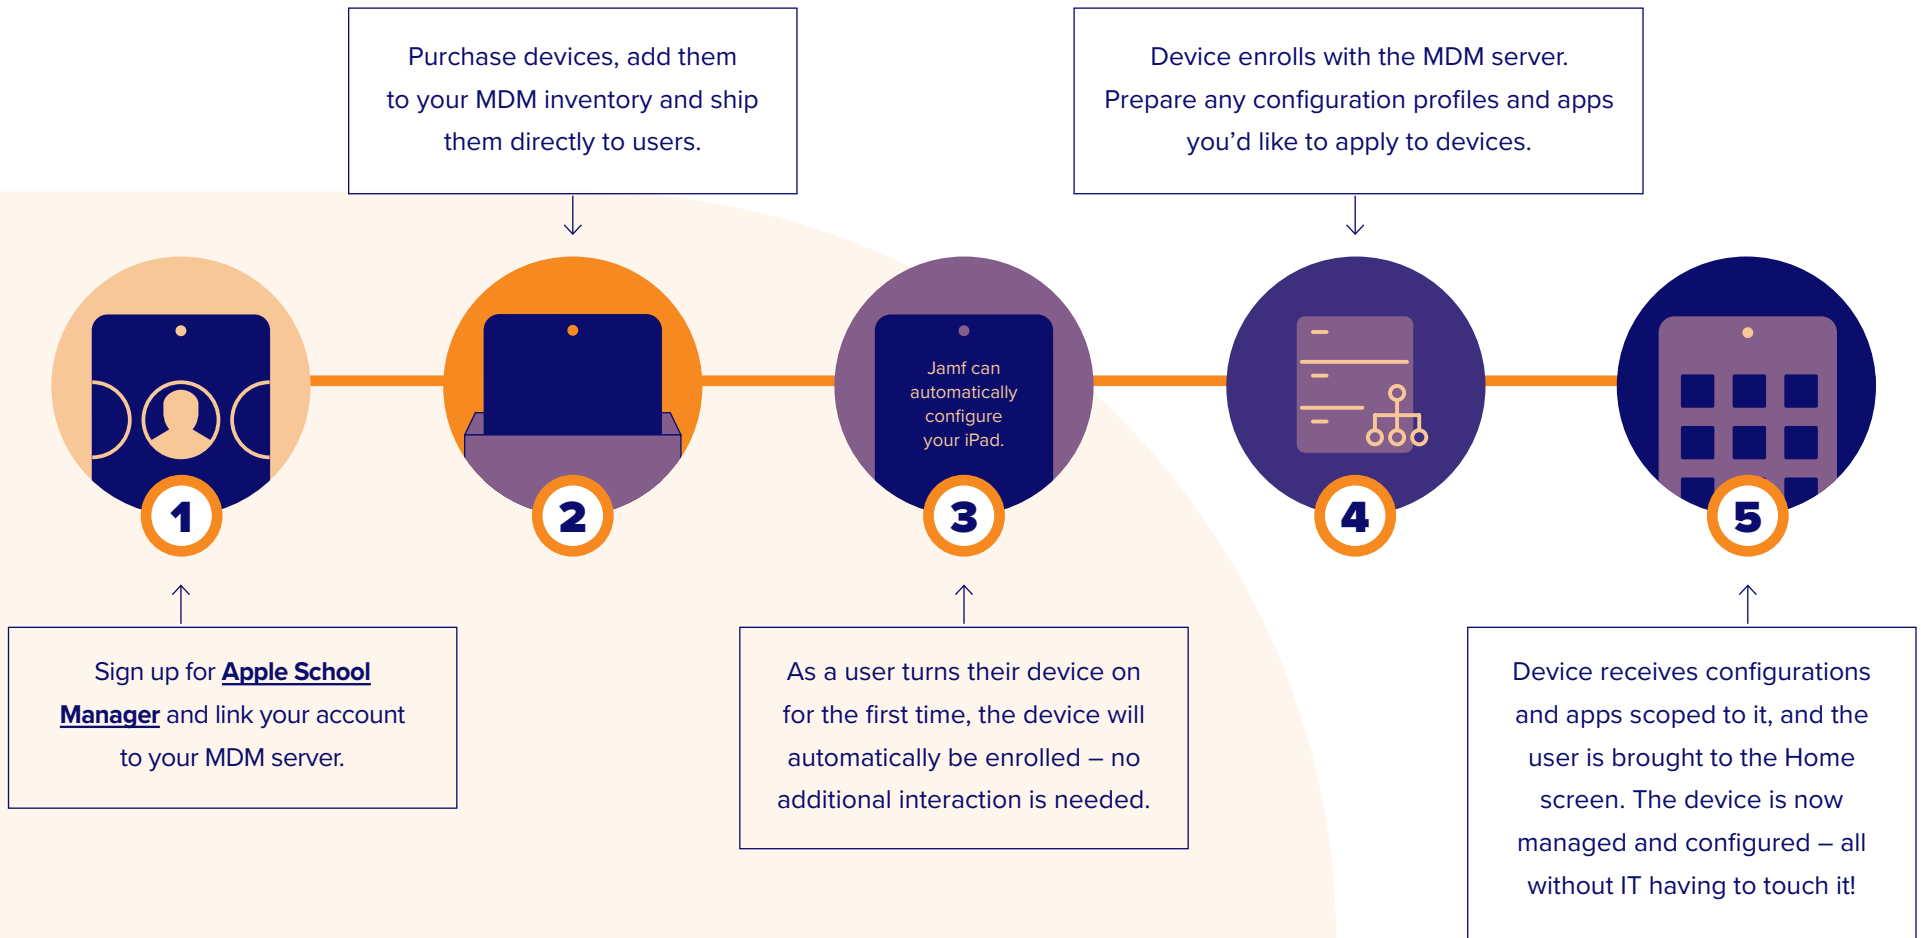 Purchase devices, add them
to your MDM inventory and ship
them directly to users.
Device enrolls with the MDM server.
Prepare any configuration profiles and apps
you’d like to apply to devices.
Jamf can
automatically
configure
your iPad.
1
2
3
4
5
Sign up for Apple School
Manager and link your account
to your MDM server.
As a user turns their device on
for the first time, the device will
automatically be enrolled – no
additional interaction is needed.
Device receives configurations
and apps scoped to it, and the
user is brought to the Home
screen. The device is now
managed and configured – all
without IT having to touch it!